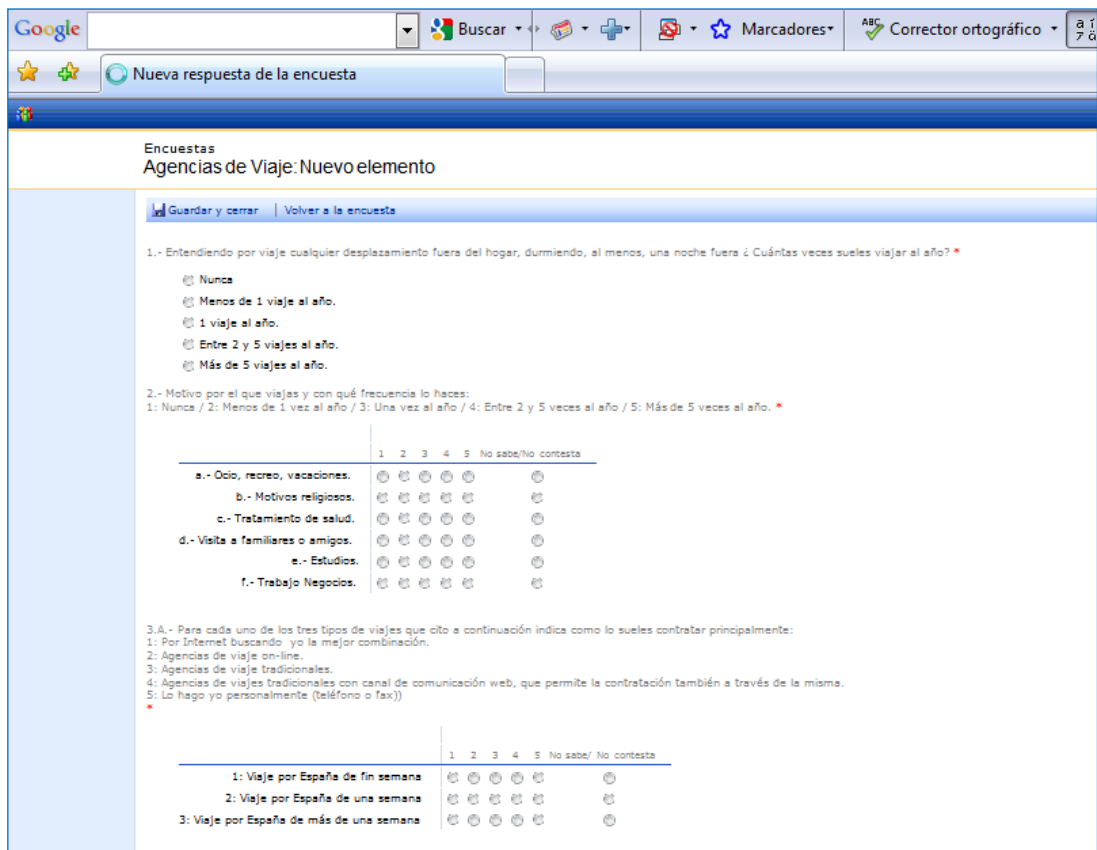 Google Buscar Marcadores Corrector ortográfico
Nueva respuesta de la encuesta
Encuestas
Agencias de Viaje: Nuevo elemento
Guardar y cerrar | Volver a la encuesta
1.- Entendiendo por viaje cualquier desplazamiento fuera del hogar, durmiendo, al menos, una noche fuera ¿ Cuántas veces sueles viajar al año? *
Nunca
Menos de 1 viaje al año.
1 viaje al año.
Entre 2 y 5 viajes al año.
Más de 5 viajes al año.
2.- Motivo por el que viajas y con qué frecuencia lo haces:
1: Nunca / 2: Menos de 1 vez al año / 3: Una vez al año / 4: Entre 2 y 5 veces al año / 5: Más de 5 veces al año. *
1 2 3 4 5 No sabe/No contesta
a.- Ocio, recreo, vacaciones.
b.- Motivos religiosos.
c.- Tratamiento de salud.
d.- Visita a familiares o amigos.
e.- Estudios.
f.- Trabajo Negocios.
3.A.- Para cada uno de los tres tipos de viajes que cito a continuación indica como lo sueles contratar principalmente:
1: Por Internet buscando yo la mejor combinación.
2: Agencias de viaje on-line.
3: Agencias de viaje tradicionales.
4: Agencias de viajes tradicionales con canal de comunicación web, que permite la contratación también a través de la misma.
5: Lo hago yo personalmente (teléfono o fax))
*
1 2 3 4 5 No sabe/ No contesta
1: Viaje por España de fin semana
2: Viaje por España de una semana
3: Viaje por España de más de una semana